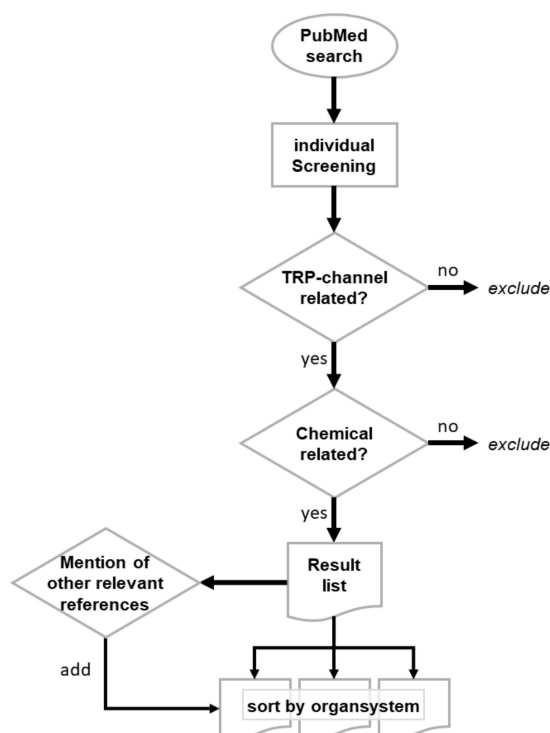 PubMed
search
individual
Screening
TRP-channel
related?
no
exclude
yes
Chemical
related?
no
exclude
yes
Result
list
Mention of
other relevant
references
add
sort by organsystem